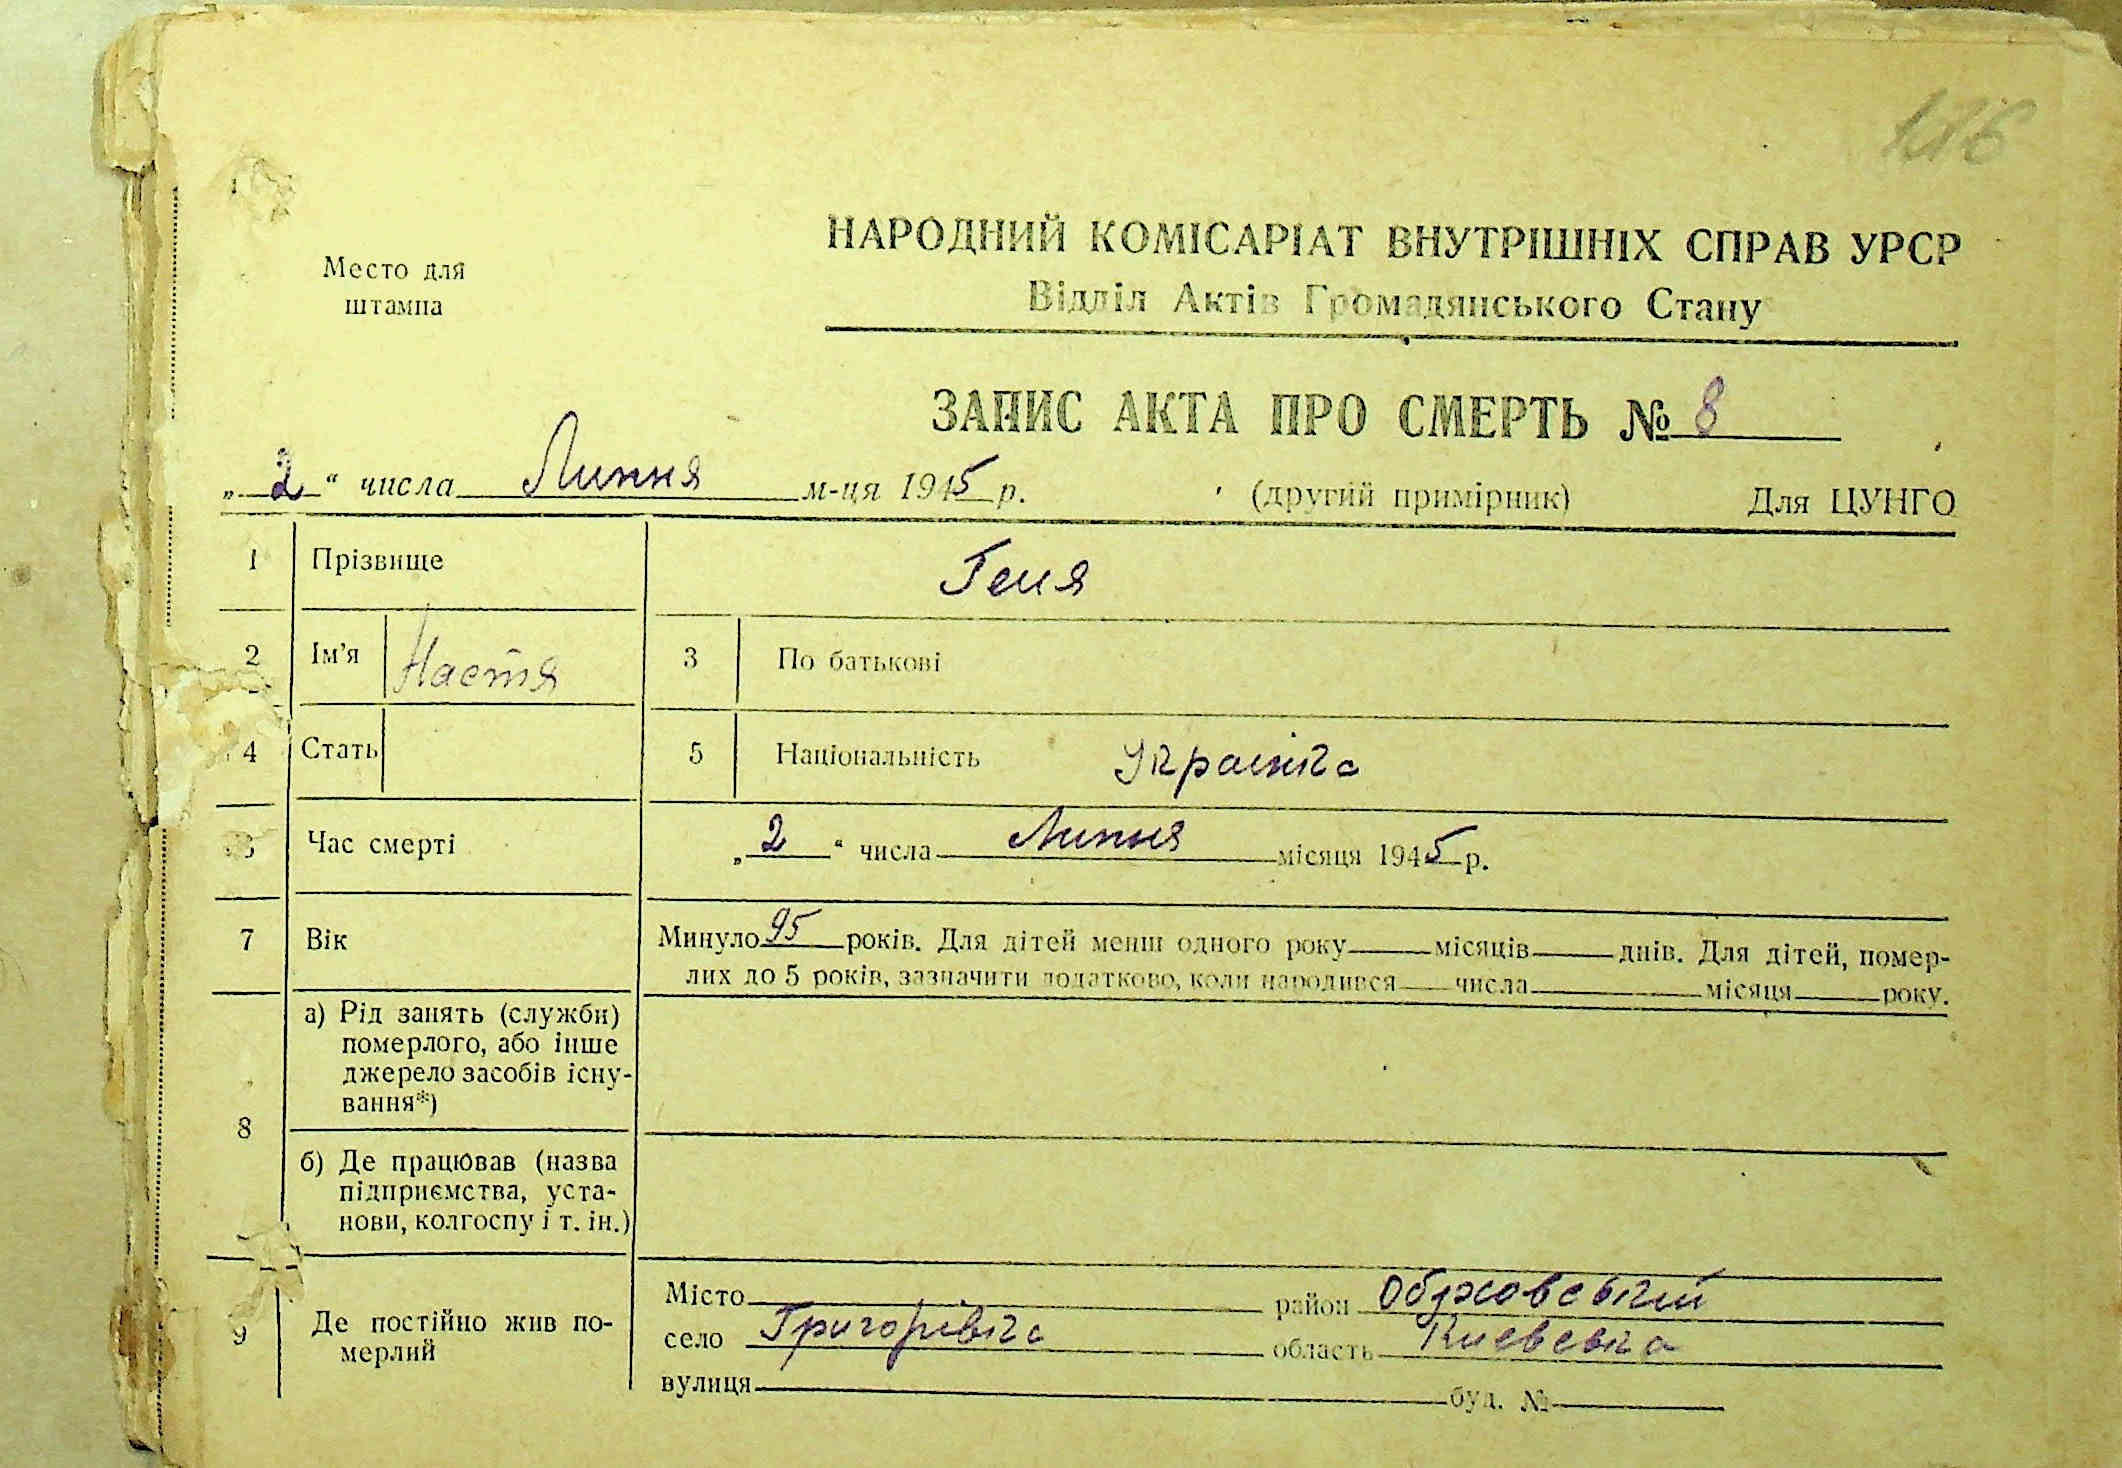 116
Место для
штампа
НАРОДНИЙ КОМІСАРІАТ ВНУТРІШНІХ СПРАВ УРСР
Відділ Актів Громадянського Стану
ЗАПИС АКТА ПРО СМЕРТЬ № 8
„ 2 “ числа Липня м-ця 1945 р. (другий примірник) Для ЦУНГО
1 Прізвище Геля
2 Ім’я Настя 3 По батькові
4 Стать 5 Національність Украінка
6 Час смерті „ 2 “ числа Липня місяця 1945 р.
7 Вік Минуло 95 років. Для дітей менш одного року місяців днів. Для дітей, помер-
лих до 5 років, зазначити додатково, коли народився числа місяця року.
8 а) Рід занять (служби)
померлого, або інше
джерело засобів існу-
вання*)
б) Де працював (назва
підприємства, уста-
нови, колгоспу і т. ін.)
9 Де постійно жив по-
мерлий
Місто район Обуховський
село Григорівка область Киевска
вулиця буд. №